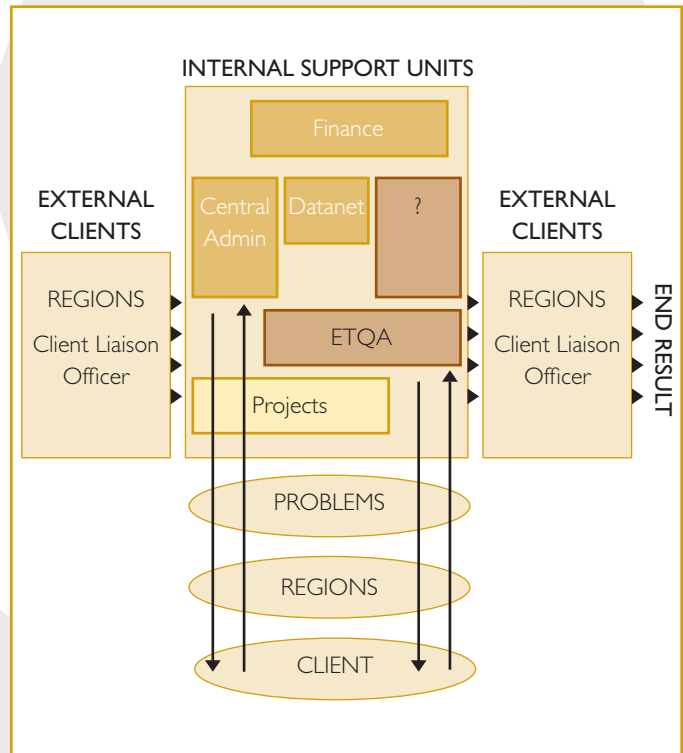 INTERNAL SUPPORT UNITS
Finance
EXTERNAL
CLIENTS
Central
Admin
Datanet
?
EXTERNAL
CLIENTS
REGIONS
Client Liaison
Officer
ETQA
Projects
REGIONS
Client Liaison
Officer
END RESULT
PROBLEMS
REGIONS
CLIENT